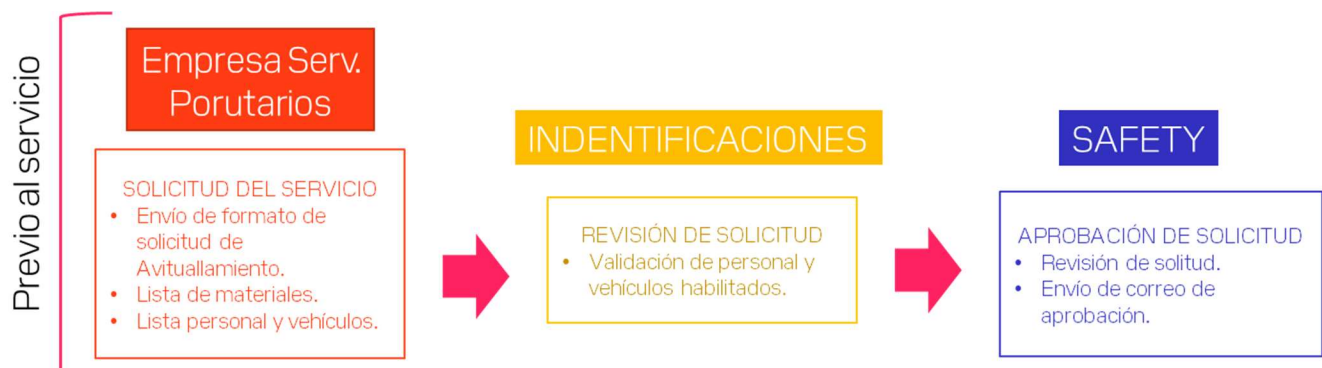 Previo al servicio
Empresa Serv.
Porutarios
SOLICITUD DEL SERVICIO
• Envío de formato de
solicitud de
Avituallamiento.
• Lista de materiales.
• Lista personal y vehículos.
INDENTIFICACIONES
REVISIÓN DE SOLICITUD
• Validación de personal y
vehículos habilitados.
SAFETY
APROBACIÓN DE SOLICITUD
• Revisión de solitud.
• Envío de correo de
aprobación.